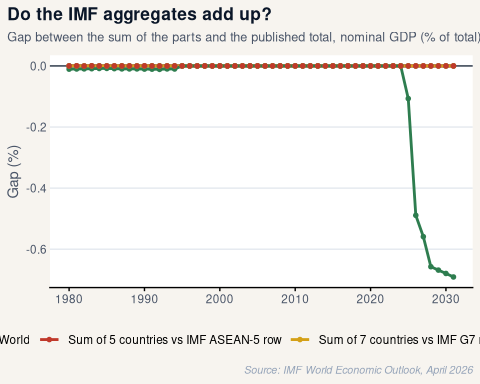 Do the IMF aggregates add up?
Gap between the sum of the parts and the published total, nominal GDP (% of total)
Gap (%)
0.0
-0.2
-0.4
-0.6
1980 1990 2000 2010 2020 2030
World Sum of 5 countries vs IMF ASEAN-5 row Sum of 7 countries vs IMF G7
Source: IMF World Economic Outlook, April 2026